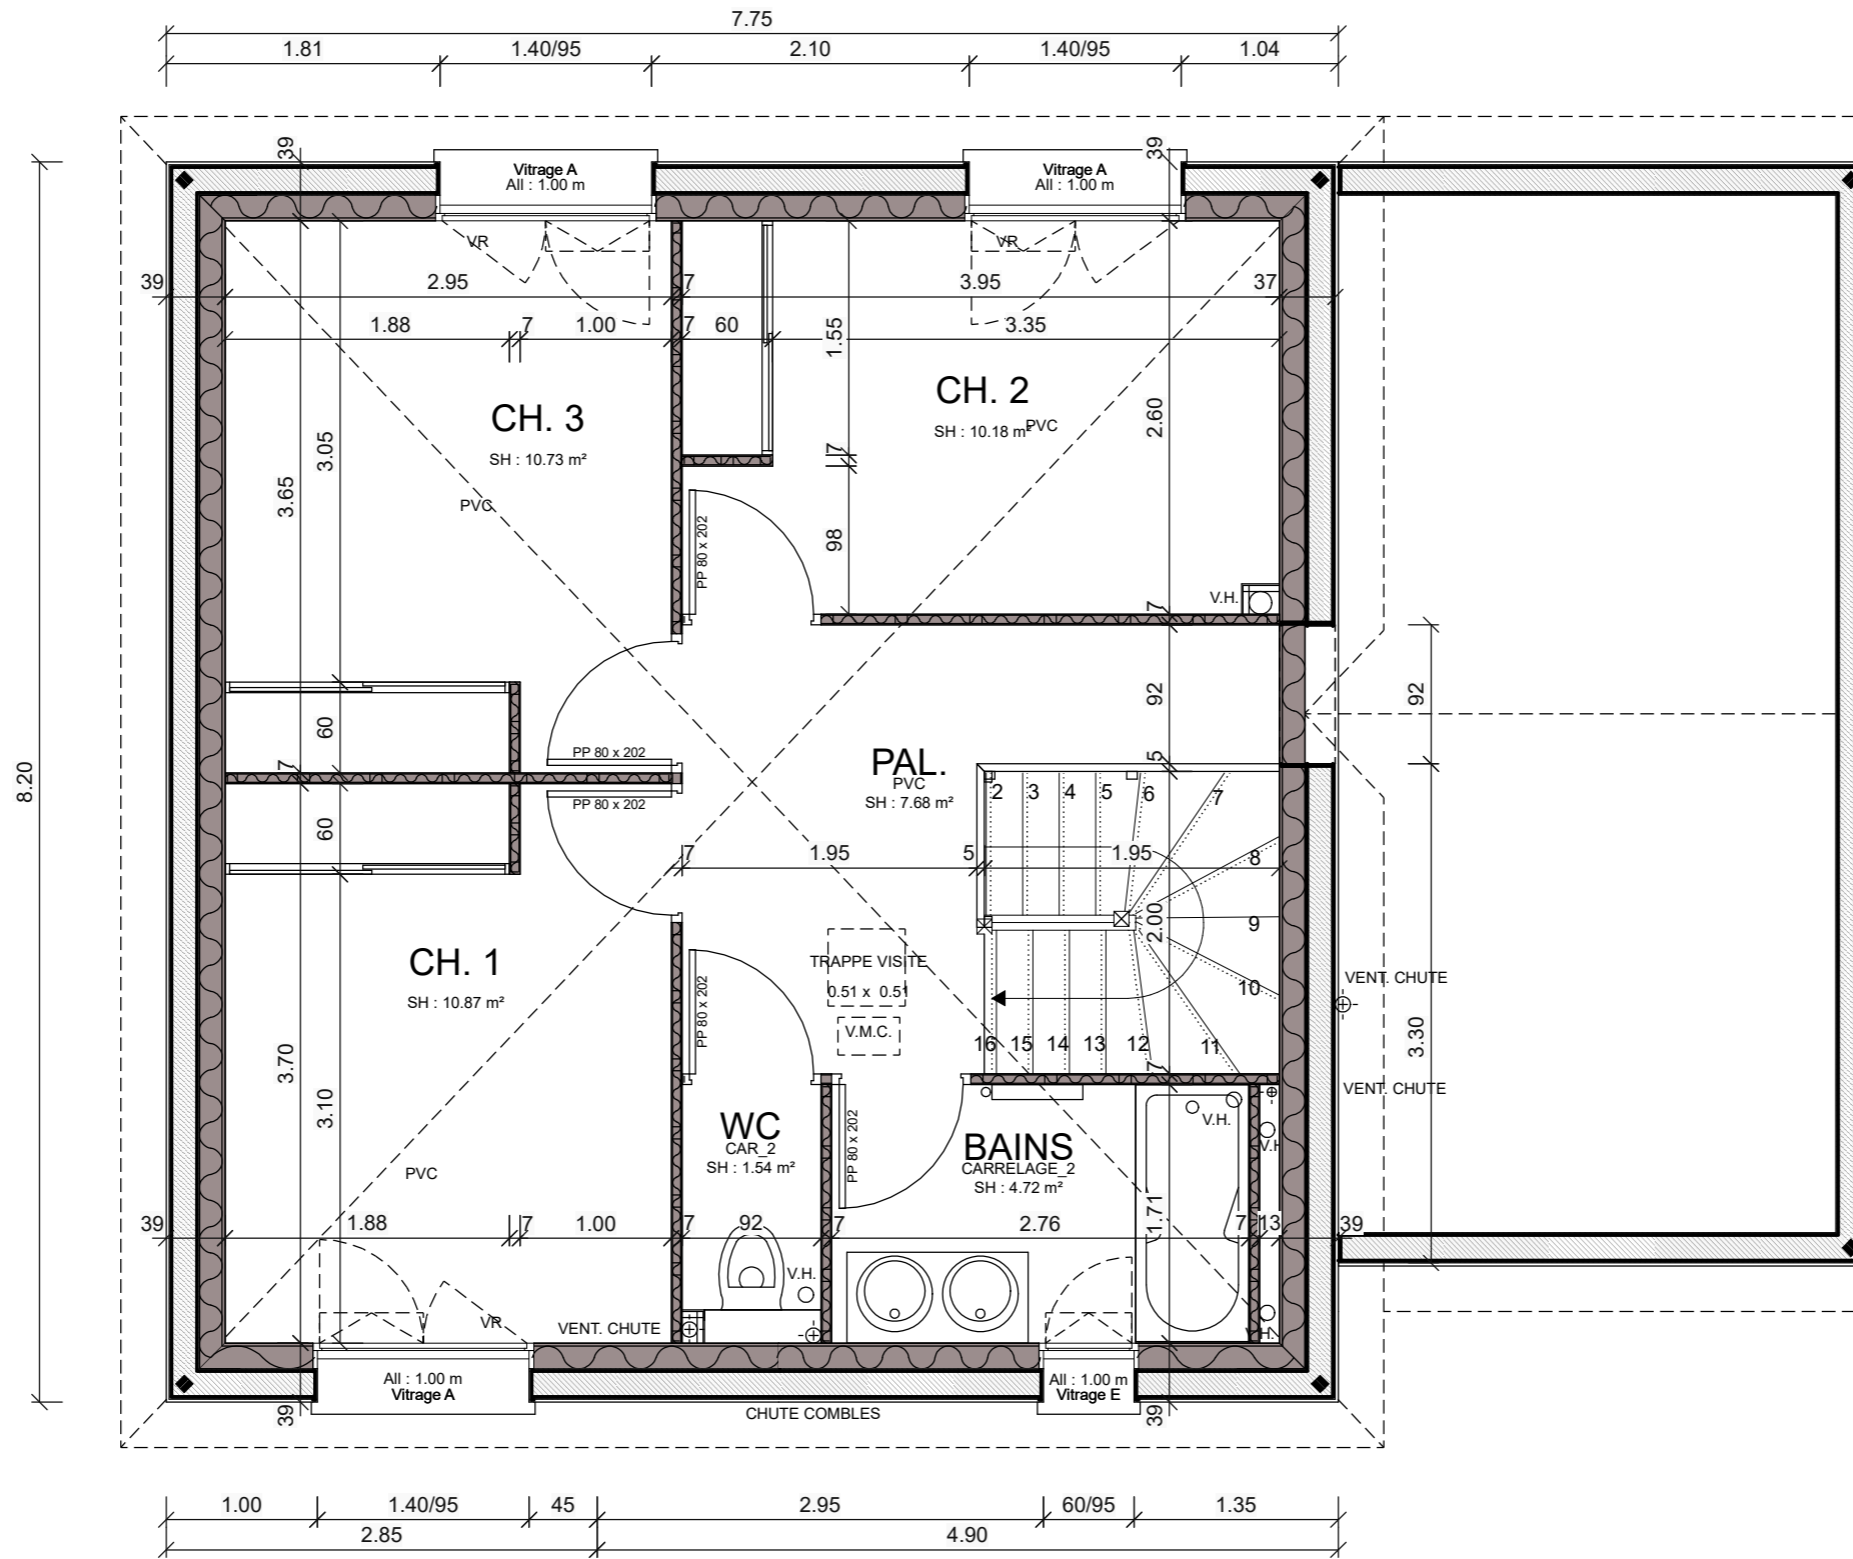 7.75
1.81 1.40/95 2.10 1.40/95 1.04
39 39
Vitrage A Vitrage A
All : 1.00 m All : 1.00 m
VR VR
39 2.95 7 3.95 37
1.88 7 1.00 7 60 3.35
1.55
CH. 3
SH : 10.73 m²
PVC
CH. 2
SH : 10.18 m²
PVC
2.60
3.05
3.65
7
98
PP 80 x 202
V.H.
7
8.20
60
7
60
PP 80 x 202
PP 80 x 202
PAL.
PVC
SH : 7.68 m²
92
5
92
2 3 4 5 6 7
8
9
10
11
16 15 14 13 12
7 1.95 5 1.95
2.00
CH. 1
SH : 10.87 m²
PVC
3.70
3.10
TRAPPE VISITE
0.51 x 0.51
V.M.C.
PP 80 x 202
VENT. CHUTE
3.30
VENT. CHUTE
7
WC
CAR_2
SH : 1.54 m²
PP 80 x 202
BAINS
CARRELAGE_2
SH : 4.72 m²
V.H.
V.H
1.71
39 1.88 7 1.00 7 92 7 2.76 7 13 39
V.H.
VR
VENT. CHUTE
H.
All : 1.00 m All : 1.00 m
Vitrage A Vitrage E
39 39
CHUTE COMBLES
1.00 1.40/95 45 2.95 60/95 1.35
2.85 4.90